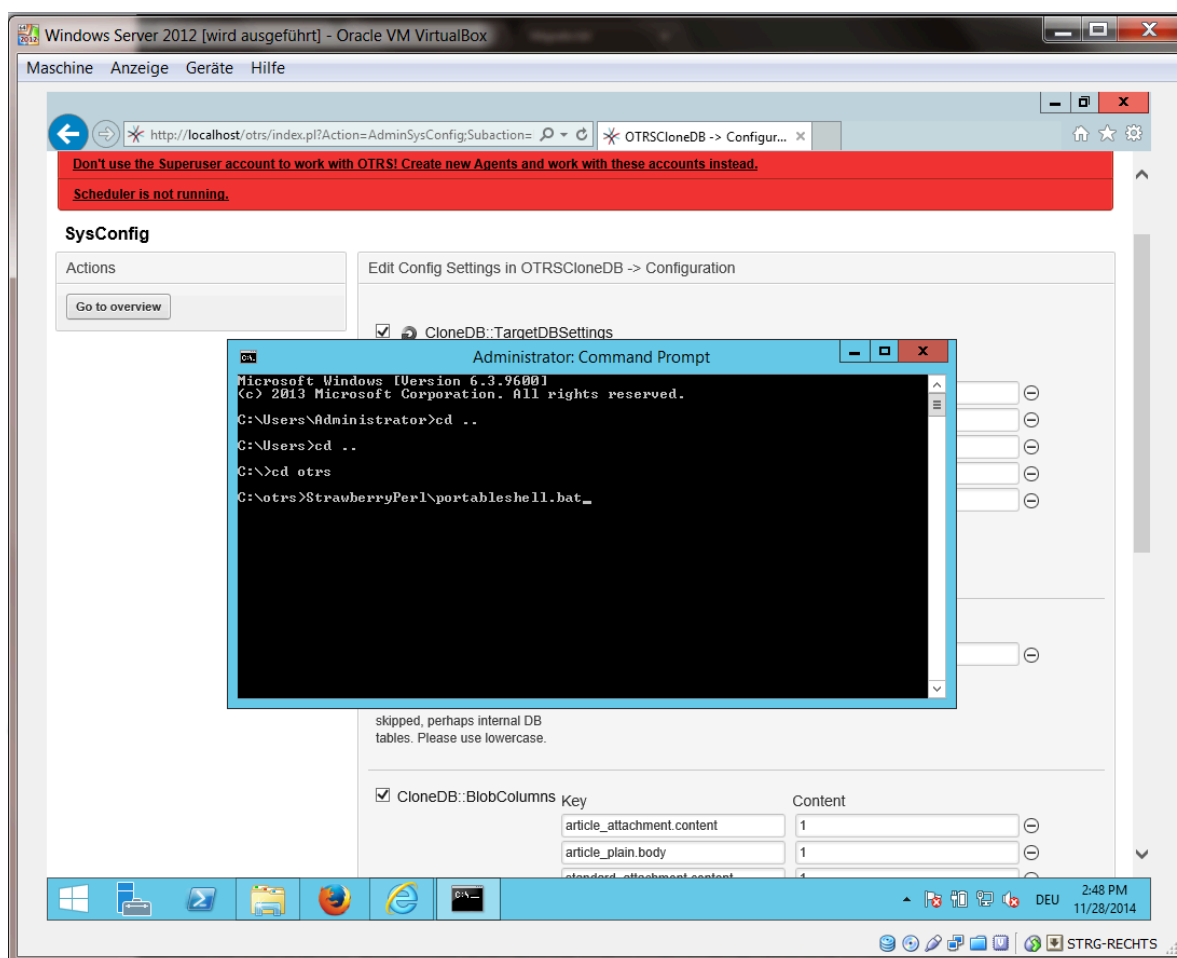 Windows Server 2012 [wird ausgeführt] - Oracle VM VirtualBox
Maschine Anzeige Geräte Hilfe
http://localhost/otrs/index.pl?Action=AdminSysConfig;Subaction=
OTRSCloneDB -> Configur...
Don't use the Superuser account to work with OTRS! Create new Agents and work with these accounts instead.
Scheduler is not running.
SysConfig
Actions
Go to overview
Edit Config Settings in OTRSCloneDB -> Configuration
CloneDB::TargetDBSettings
Administrator: Command Prompt
Microsoft Windows [Version 6.3.9600]
(c) 2013 Microsoft Corporation. All rights reserved.
C:\Users\Administrator>cd ..
C:\Users>cd ..
C:\>cd otrs
C:\otrs>StrawberryPerl\portableshell.bat_
skipped, perhaps internal DB
tables. Please use lowercase.
CloneDB::BlobColumns
Key Content
article_attachment.content 1
article_plain.body 1
standard_attachment.content 1
DEU
2:48 PM
11/28/2014
STRG-RECHTS